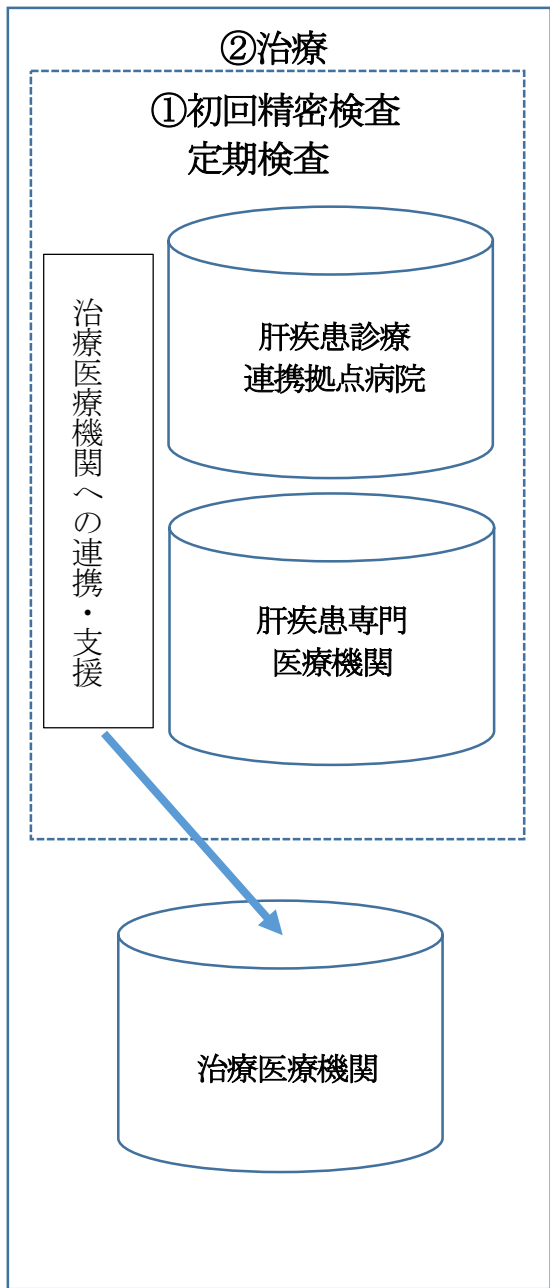 ②治療
①初回精密検査
定期検査
治療医療機関への連携・支援
肝疾患診療
連携拠点病院
肝疾患専門
医療機関
治療医療機関